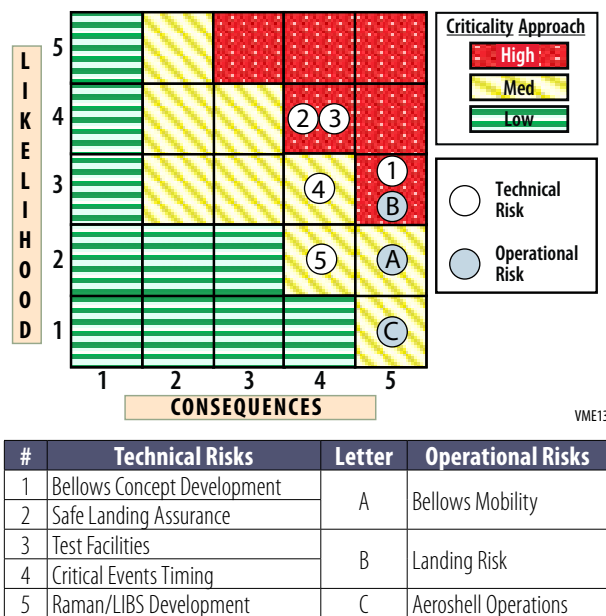 Criticality Approach
High
Med
Low
LIKELIHOOD
5
4
3
2
1
2 3
1
4
B
5
A
C
Technical
Risk
Operational
Risk
1 2 3 4 5
CONSEQUENCES
VME13
# Technical Risks Letter Operational Risks
1 Bellows Concept Development
A Bellows Mobility
2 Safe Landing Assurance
3 Test Facilities
B Landing Risk
4 Critical Events Timing
5 Raman/LIBS Development C Aeroshell Operations